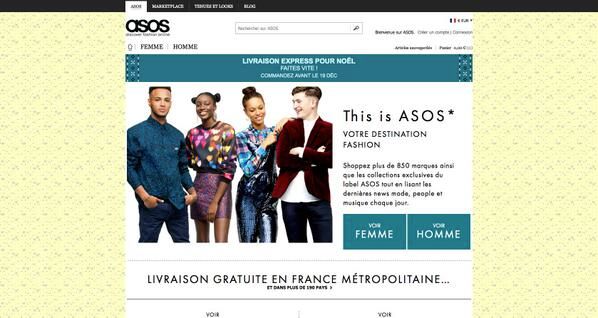 ASOS MARKETPLACE TENUES ET LOOKS BLOG
€ EUR
asos
discover fashion online
Rechercher sur ASOS
Bienvenue sur ASOS. Créer un compte | Connexion
FEMME HOMME
Articles sauvegardés Panier
LIVRAISON EXPRESS POUR NOËL
FAITES VITE !
COMMANDEZ AVANT LE 19 DÉC
This is ASOS*
VOTRE DESTINATION
FASHION
Shoppez plus de 850 marques ainsi
que les collections exclusives du
label ASOS tout en lisant les
dernières news mode, people et
musique chaque jour.
VOIR
FEMME
VOIR
HOMME
LIVRAISON GRATUITE EN FRANCE MÉTROPOLITAINE...
ET DANS PLUS DE 190 PAYS >
VOIR
VOIR